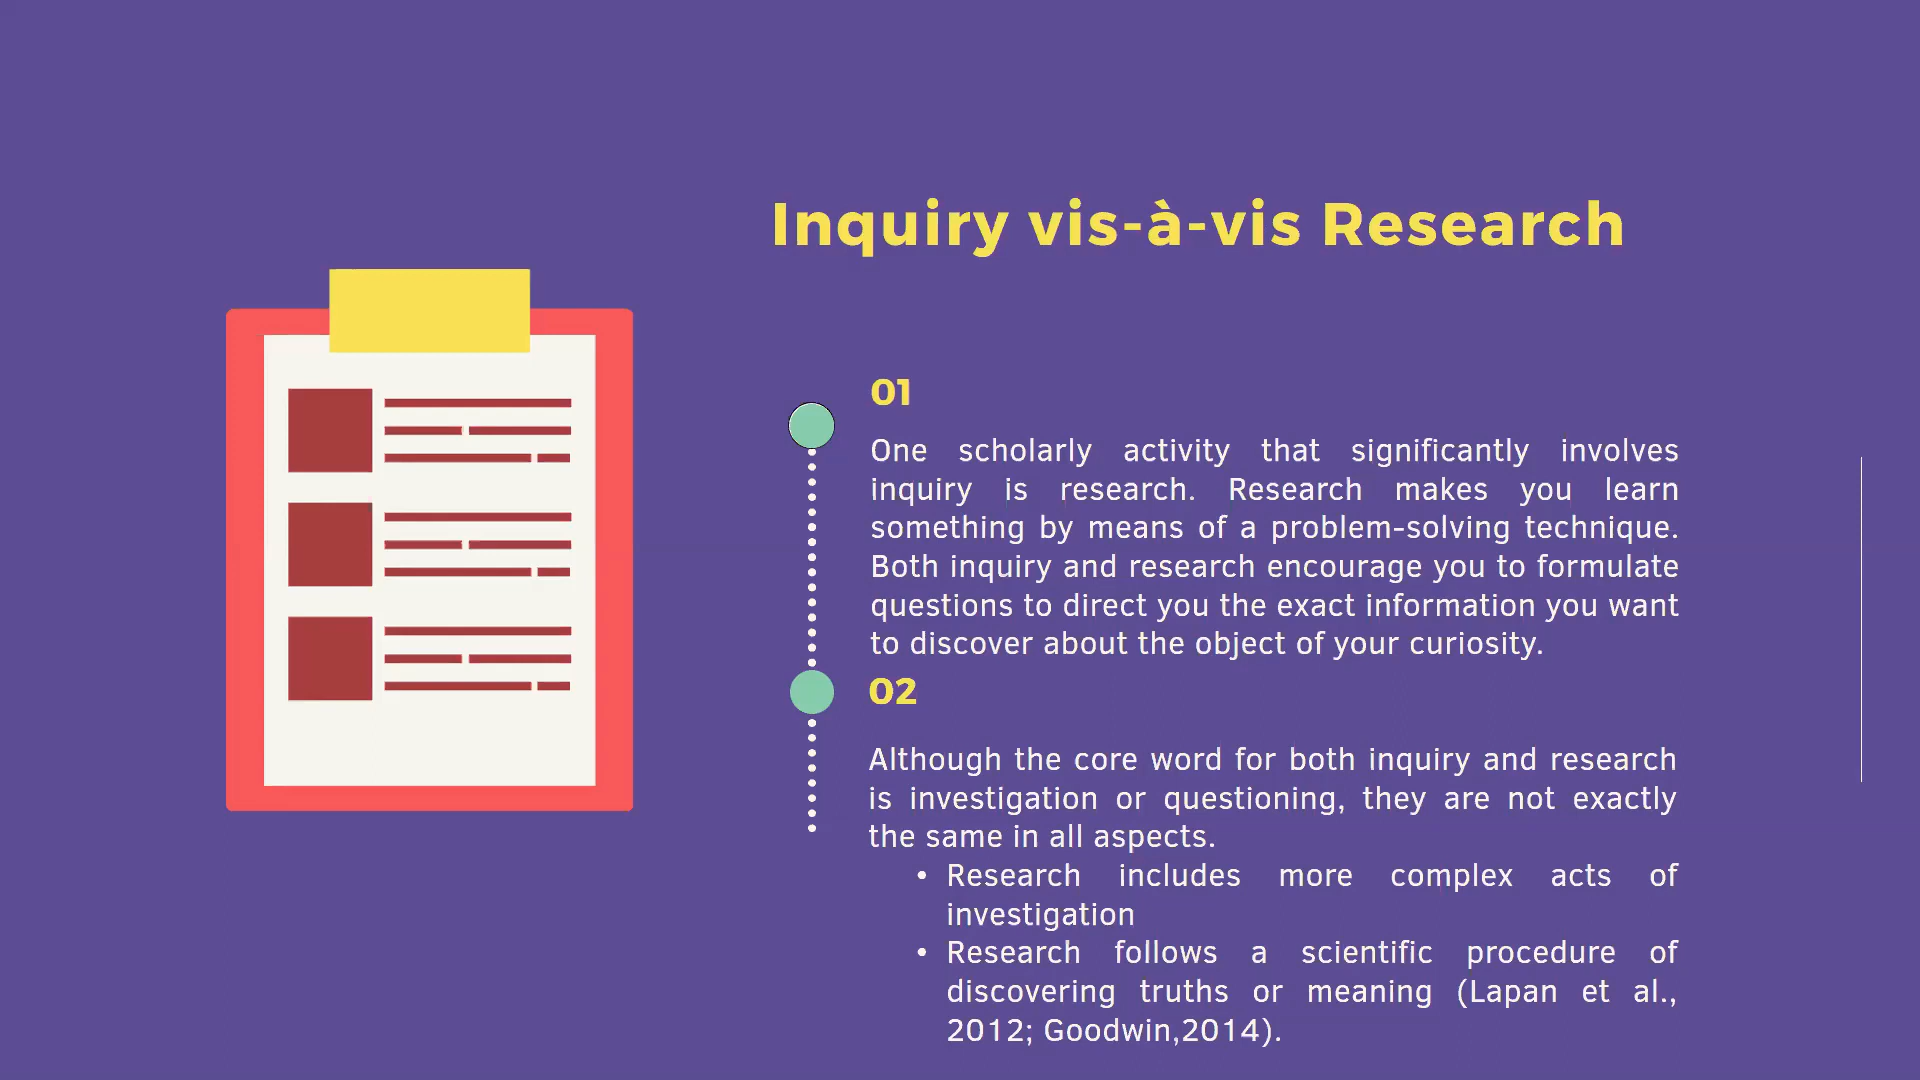 Inquiry vis-à-vis Research
01
One scholarly activity that significantly involves
inquiry is research. Research makes you learn
something by means of a problem-solving technique.
Both inquiry and research encourage you to formulate
questions to direct you the exact information you want
to discover about the object of your curiosity.
02
Although the core word for both inquiry and research
is investigation or questioning, they are not exactly
the same in all aspects.
• Research includes more complex acts of
investigation
• Research follows a scientific procedure of
discovering truths or meaning (Lapan et al.,
2012; Goodwin,2014).